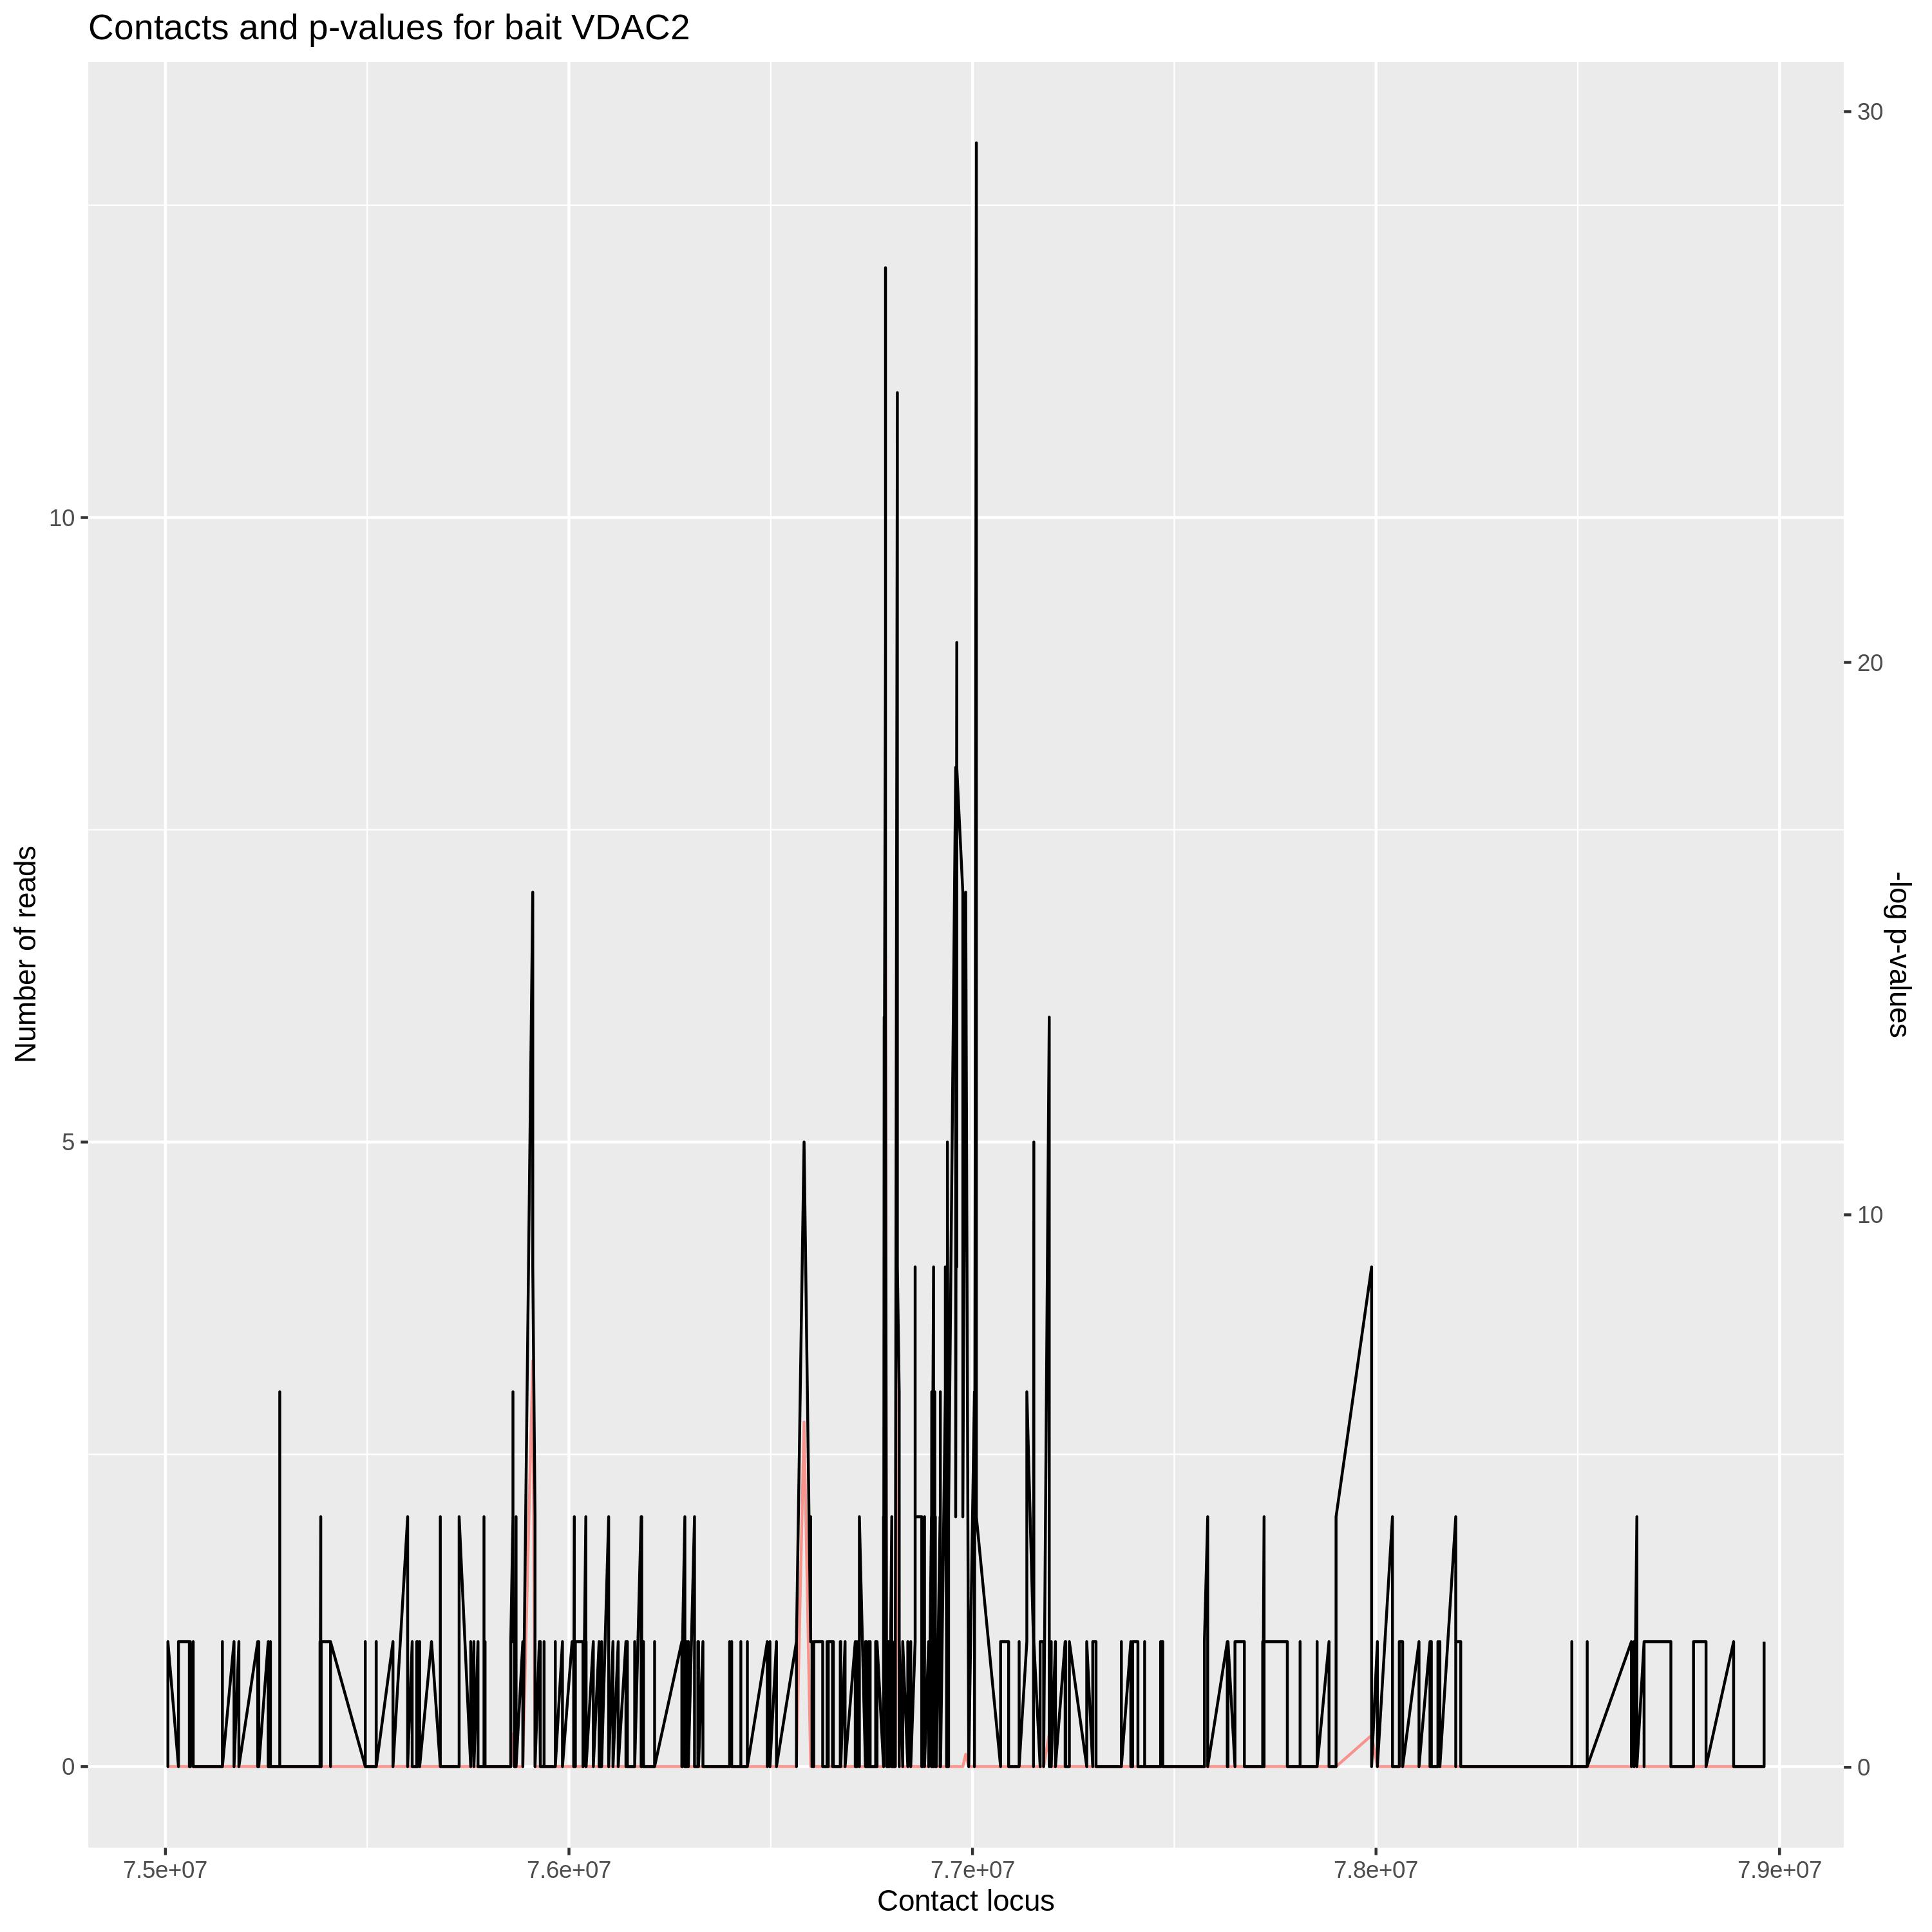 Contacts and p-values for bait VDAC2
30
10
20
Number of reads
-log p-values
5
10
0
0
7.5e+07 7.6e+07 7.7e+07 7.8e+07 7.9e+07
Contact locus